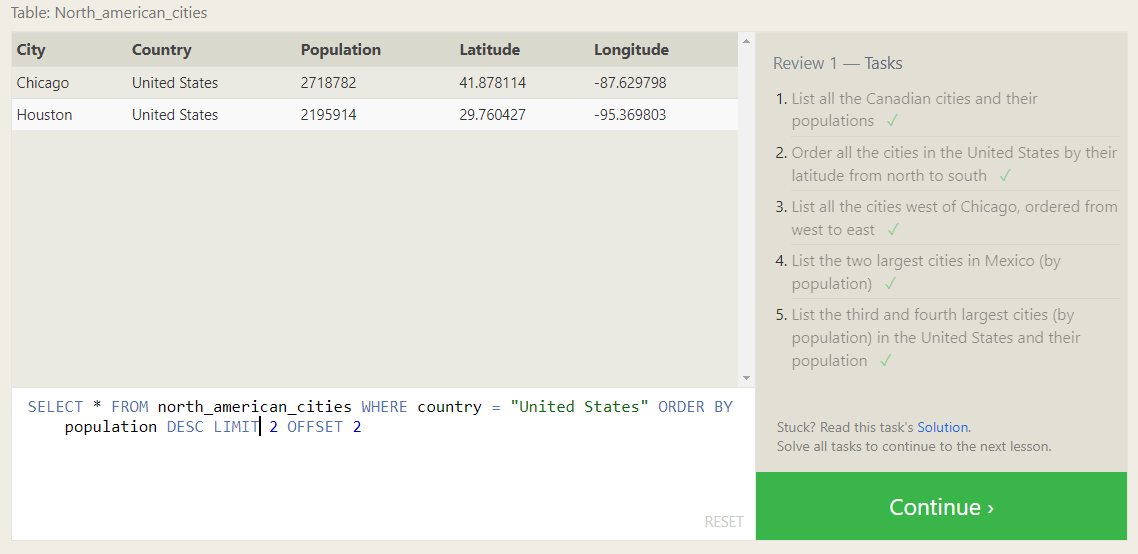 Table: North_american_cities
City Country Population Latitude Longitude
Chicago United States 2718782 41.878114 -87.629798
Houston United States 2195914 29.760427 -95.369803
SELECT * FROM north_american_cities WHERE country = "United States" ORDER BY
population DESC LIMIT 2 OFFSET 2
RESET
Review 1 — Tasks
1. List all the Canadian cities and their
populations ✓
2. Order all the cities in the United States by their
latitude from north to south ✓
3. List all the cities west of Chicago, ordered from
west to east ✓
4. List the two largest cities in Mexico (by
population) ✓
5. List the third and fourth largest cities (by
population) in the United States and their
population ✓
Stuck? Read this task's Solution.
Solve all tasks to continue to the next lesson.
Continue ›